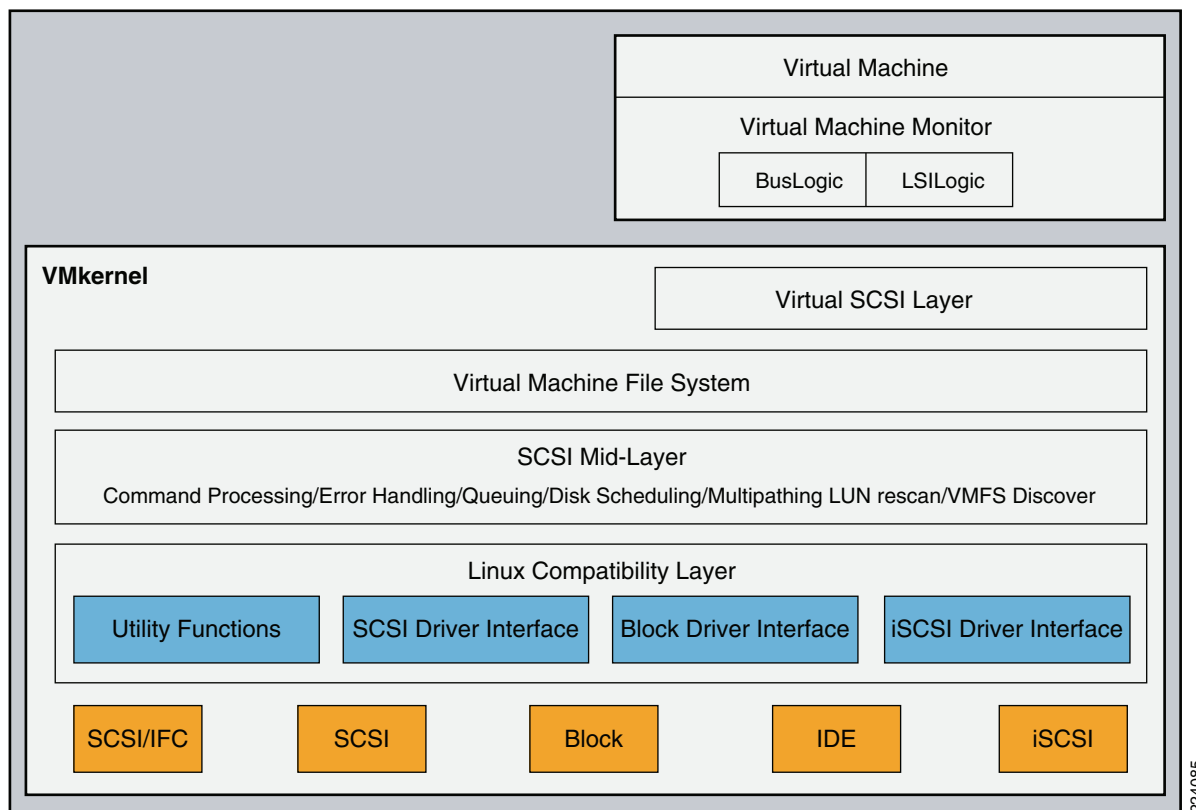 Virtual Machine
Virtual Machine Monitor
BusLogic
LSILogic
VMkernel
Virtual SCSI Layer
Virtual Machine File System
SCSI Mid-Layer
Command Processing/Error Handling/Queuing/Disk Scheduling/Multipathing LUN rescan/VMFS Discover
Linux Compatibility Layer
Utility Functions
SCSI Driver Interface
Block Driver Interface
iSCSI Driver Interface
SCSI/IFC
SCSI
Block
IDE
iSCSI